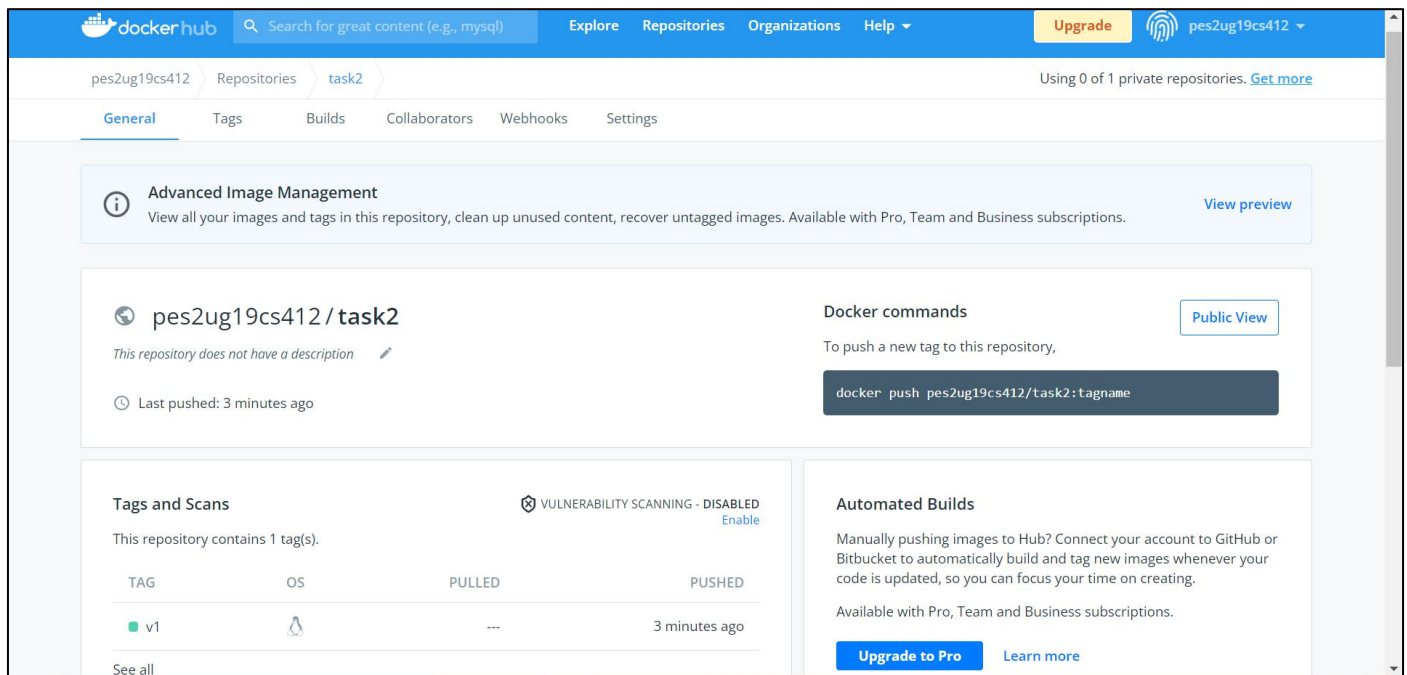 dockerhub Search for great content (e.g., mysql) Explore Repositories Organizations Help Upgrade pes2ug19cs412
pes2ug19cs412 Repositories task2 Using 0 of 1 private repositories. Get more
General Tags Builds Collaborators Webhooks Settings
Advanced Image Management
View all your images and tags in this repository, clean up unused content, recover untagged images. Available with Pro, Team and Business subscriptions.
View preview
pes2ug19cs412/task2
This repository does not have a description
Last pushed: 3 minutes ago
Docker commands
Public View
To push a new tag to this repository,
docker push pes2ug19cs412/task2:tagname
Tags and Scans
VULNERABILITY SCANNING - DISABLED
Enable
This repository contains 1 tag(s).
TAG OS PULLED PUSHED
v1 --- 3 minutes ago
See all
Automated Builds
Manually pushing images to Hub? Connect your account to GitHub or
Bitbucket to automatically build and tag new images whenever your
code is updated, so you can focus your time on creating.
Available with Pro, Team and Business subscriptions.
Upgrade to Pro Learn more